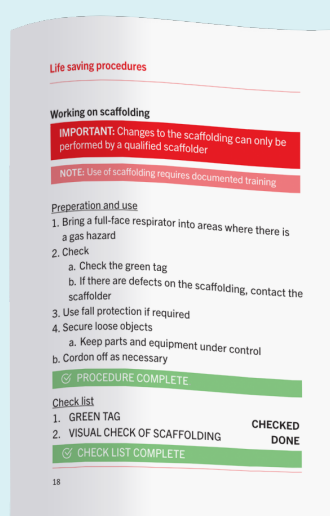 Life saving procedures
Working on scaffolding
IMPORTANT: Changes to the scaffolding can only be
performed by a qualified scaffolder
NOTE: Use of scaffolding requires documented training
Preperation and use
1. Bring a full-face respirator into areas where there is
a gas hazard
2. Check
a. Check the green tag
b. If there are defects on the scaffolding, contact the
scaffolder
3. Use fall protection if required
4. Secure loose objects
a. Keep parts and equipment under control
b. Cordon off as necessary
PROCEDURE COMPLETE
Check list
1. GREEN TAG CHECKED
2. VISUAL CHECK OF SCAFFOLDING DONE
CHECK LIST COMPLETE
18